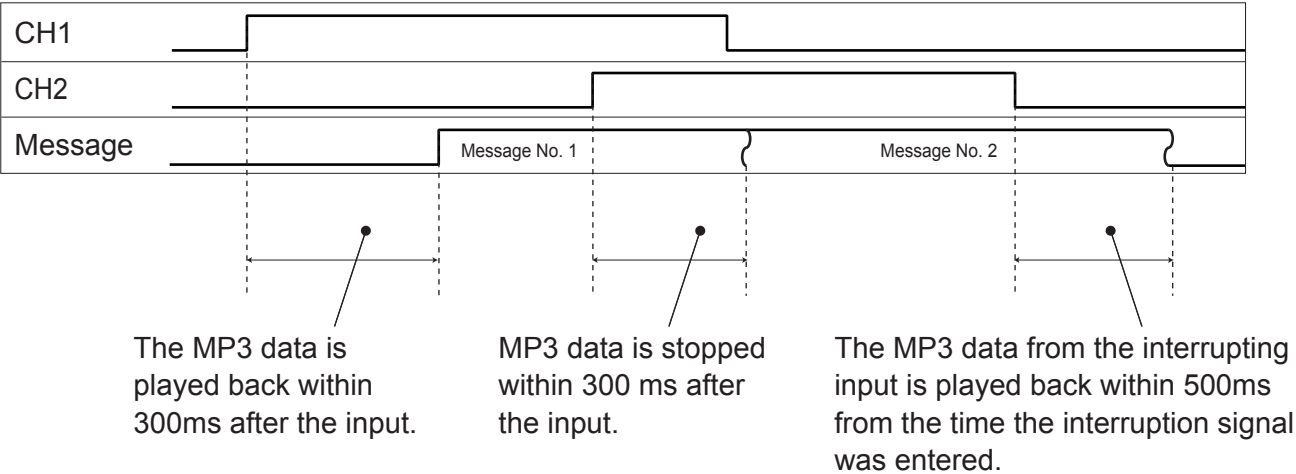 CH1
CH2
Message
Message No. 1
Message No. 2
The MP3 data is
played back within
300ms after the input.
MP3 data is stopped
within 300 ms after
the input.
The MP3 data from the interrupting
input is played back within 500ms
from the time the interruption signal
was entered.